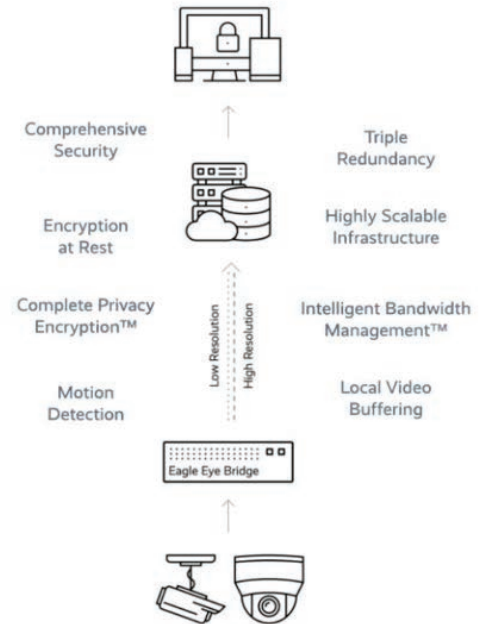 Comprehensive
Security
Triple
Redundancy
Encryption
at Rest
Highly Scalable
Infrastructure
Complete Privacy
Encryption™
Low Resolution
High Resolution
Intelligent Bandwidth
Management™
Motion
Detection
Local Video
Buffering
Eagle Eye Bridge